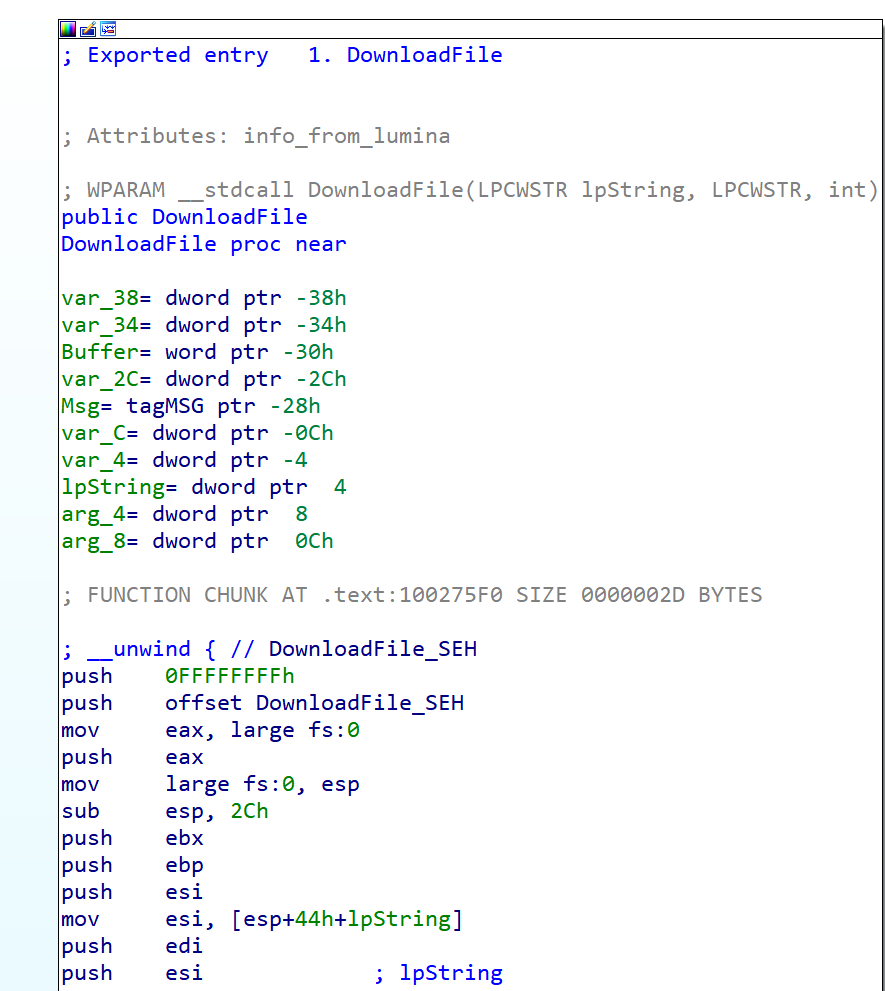 ; Exported entry   1. DownloadFile
; Attributes: info_from_lumina
; WPARAM __stdcall DownloadFile(LPCWSTR lpString, LPCWSTR, int)
public DownloadFile
DownloadFile proc near
var_38= dword ptr -38h
var_34= dword ptr -34h
Buffer= word ptr -30h
var_2C= dword ptr -2Ch
Msg= tagMSG ptr -28h
var_C= dword ptr -0Ch
var_4= dword ptr -4
lpString= dword ptr  4
arg_4= dword ptr  8
arg_8= dword ptr  0Ch
; FUNCTION CHUNK AT .text:100275F0 SIZE 0000002D BYTES
; __unwind { // DownloadFile_SEH
push    0FFFFFFFFh
push    offset DownloadFile_SEH
mov     eax, large fs:0
push    eax
mov     large fs:0, esp
sub     esp, 2Ch
push    ebx
push    ebp
push    esi
mov     esi, [esp+44h+lpString]
push    edi
push    esi             ; lpString